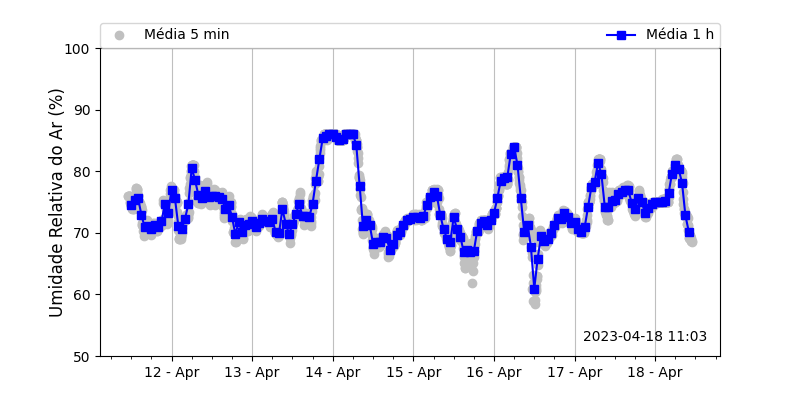 Média 5 min
Média 1 h
100
90
80
70
60
50
Umidade Relativa do Ar (%)
2023-04-18 11:03
12 - Apr
13 - Apr
14 - Apr
15 - Apr
16 - Apr
17 - Apr
18 - Apr